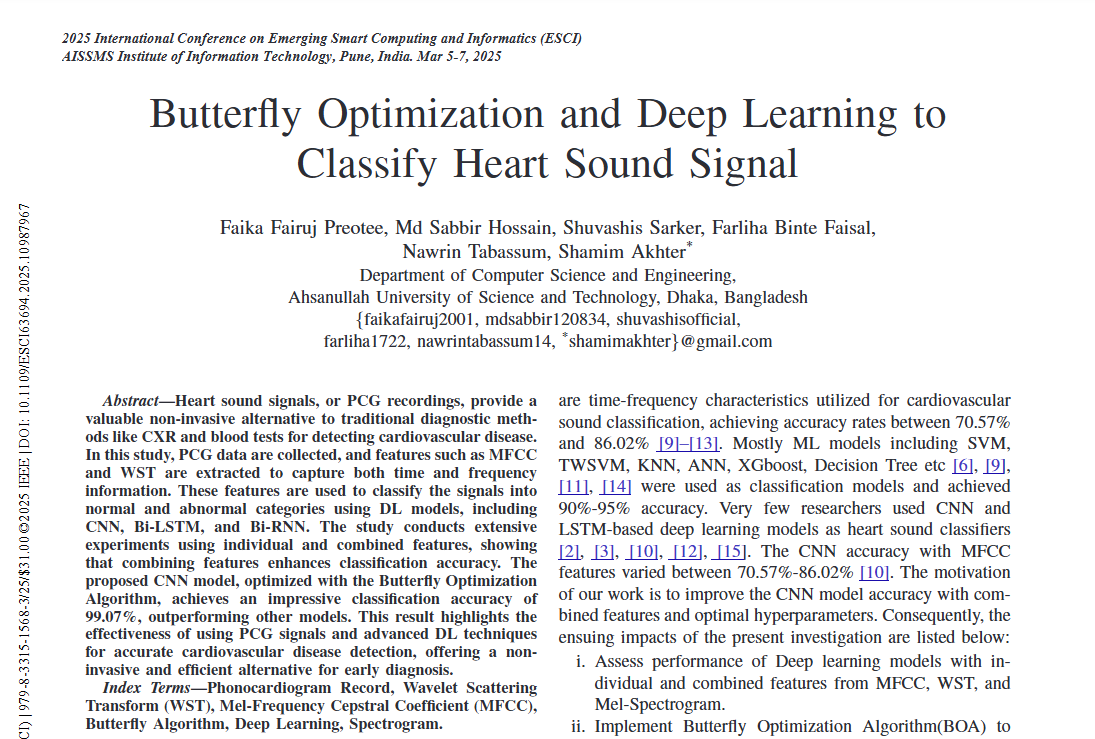 2025 International Conference on Emerging Smart Computing and Informatics (ESCI)
AISSMS Institute of Information Technology, Pune, India. Mar 5-7, 2025
Butterfly Optimization and Deep Learning to
Classify Heart Sound Signal
Faika Fairuj Preotee, Md Sabbir Hossain, Shuvashis Sarker, Farliha Binte Faisal,
Nawrin Tabassum, Shamim Akhter*
Department of Computer Science and Engineering,
Ahsanullah University of Science and Technology, Dhaka, Bangladesh
{faikafairuj2001, mdsabbir120834, shuvashisofficial,
farliha1722, nawrintabassum14, *shamimakhter}@gmail.com
Abstract—Heart sound signals, or PCG recordings, provide a
valuable non-invasive alternative to traditional diagnostic meth-
ods like CXR and blood tests for detecting cardiovascular disease.
In this study, PCG data are collected, and features such as MFCC
and WST are extracted to capture both time and frequency
information. These features are used to classify the signals into
normal and abnormal categories using DL models, including
CNN, Bi-LSTM, and Bi-RNN. The study conducts extensive
experiments using individual and combined features, showing
that combining features enhances classification accuracy. The
proposed CNN model, optimized with the Butterfly Optimization
Algorithm, achieves an impressive classification accuracy of
99.07%, outperforming other models. This result highlights the
effectiveness of using PCG signals and advanced DL techniques
for accurate cardiovascular disease detection, offering a non-
invasive and efficient alternative for early diagnosis.
Index Terms—Phonocardiogram Record, Wavelet Scattering
Transform (WST), Mel-Frequency Cepstral Coefficient (MFCC),
Butterfly Algorithm, Deep Learning, Spectrogram.
are time-frequency characteristics utilized for cardiovascular
sound classification, achieving accuracy rates between 70.57%
and 86.02% [9]–[13]. Mostly ML models including SVM,
TWSVM, KNN, ANN, XGboost, Decision Tree etc [6], [9],
[11], [14] were used as classification models and achieved
90%-95% accuracy. Very few researchers used CNN and
LSTM-based deep learning models as heart sound classifiers
[2], [3], [10], [12], [15]. The CNN accuracy with MFCC
features varied between 70.57%-86.02% [10]. The motivation
of our work is to improve the CNN model accuracy with com-
bined features and optimal hyperparameters. Consequently, the
ensuing impacts of the present investigation are listed below:
i. Assess performance of Deep learning models with in-
dividual and combined features from MFCC, WST, and
Mel-Spectrogram.
ii. Implement Butterfly Optimization Algorithm(BOA) to
CI) | 979-8-3315-1568-3/25/$31.00 ©2025 IEEE | DOI: 10.1109/ESCI63694.2025.10987967